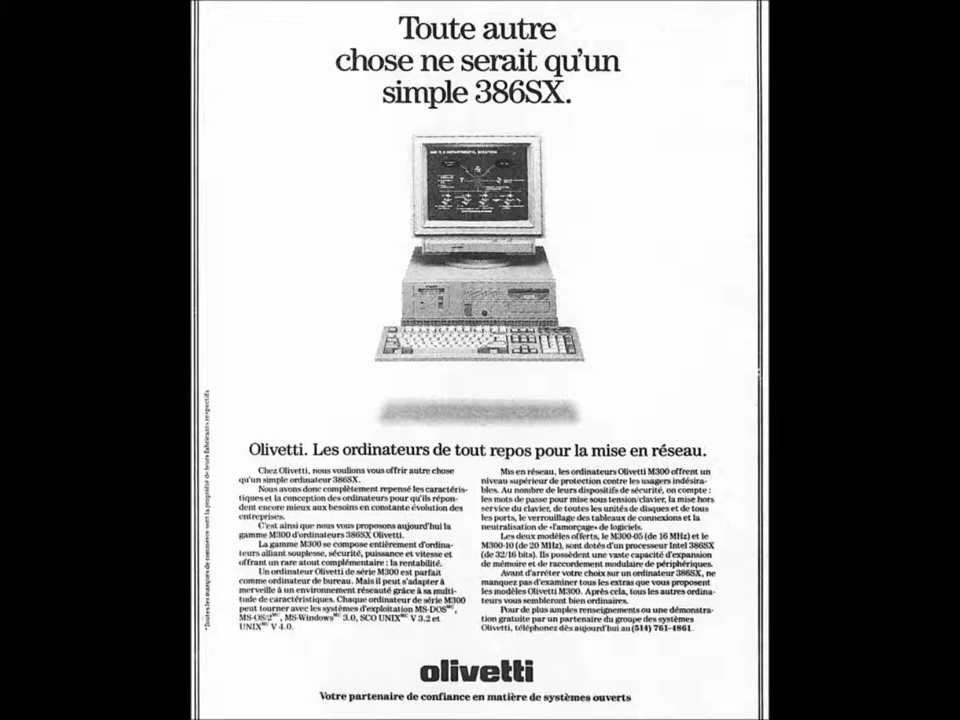 Toute autre
chose ne serait qu'un
simple 386SX.
Olivetti. Les ordinateurs de tout repos pour la mise en réseau.
Chez Olivetti, nous voulions vous offrir autre chose
qu'un simple ordinateur 386SX.
Nous avons donc complètement repensé les caractéris-
tiques et la conception des ordinateurs pour qu'ils répon-
dent encore mieux aux besoins en constante évolution des
entreprises.
C'est ainsi que nous vous proposons aujourd'hui la
gamme M300 d'ordinateurs 386SX Olivetti.
La gamme M300 se compose entièrement d'ordina-
teurs alliant souplesse, sécurité, puissance et vitesse et
offrant un rare atout complémentaire : la rentabilité.
Un ordinateur Olivetti de série M300 est parfait
comme ordinateur de bureau. Mais il peut s'adapter à
merveille à un environnement réseauté grâce à sa multi-
tude de caractéristiques. Chaque ordinateur de série M300
peut tourner avec les systèmes d'exploitation MS-DOS MC,
MS-OS/2 MC, MS-Windows MC 3.0, SCO UNIX MC V 3.2 et
UNIX MC V 4.0.
Mis en réseau, les ordinateurs Olivetti M300 offrent un
niveau supérieur de protection contre les usagers indésira-
bles. Au nombre de leurs dispositifs de sécurité, on compte :
les mots de passe pour mise sous tension/clavier, la mise hors
service du clavier, de toutes les unités de disques et de tous
les ports, le verrouillage des tableaux de connexions et la
neutralisation de «l'amorçage» de logiciels.
Les deux modèles offerts, le M300-05 (de 16 MHz) et le
M300-10 (de 20 MHz), sont dotés d'un processeur Intel 386SX
(de 32/16 bits). Ils possèdent une vaste capacité d'expansion
de mémoire et de raccordement modulaire de périphériques.
Avant d'arrêter votre choix sur un ordinateur 386SX, ne
manquez pas d'examiner tous les extras que vous proposent
les modèles Olivetti M300. Après cela, tous les autres ordina-
teurs vous sembleront bien ordinaires.
Pour de plus amples renseignements ou une démonstra-
tion gratuite par un partenaire du groupe des systèmes
Olivetti, téléphonez dès aujourd'hui au (514) 761-4861.
*Toutes les marques de commerce sont la propriété de leurs fabricants respectifs
olivetti
Votre partenaire de confiance en matière de systèmes ouverts